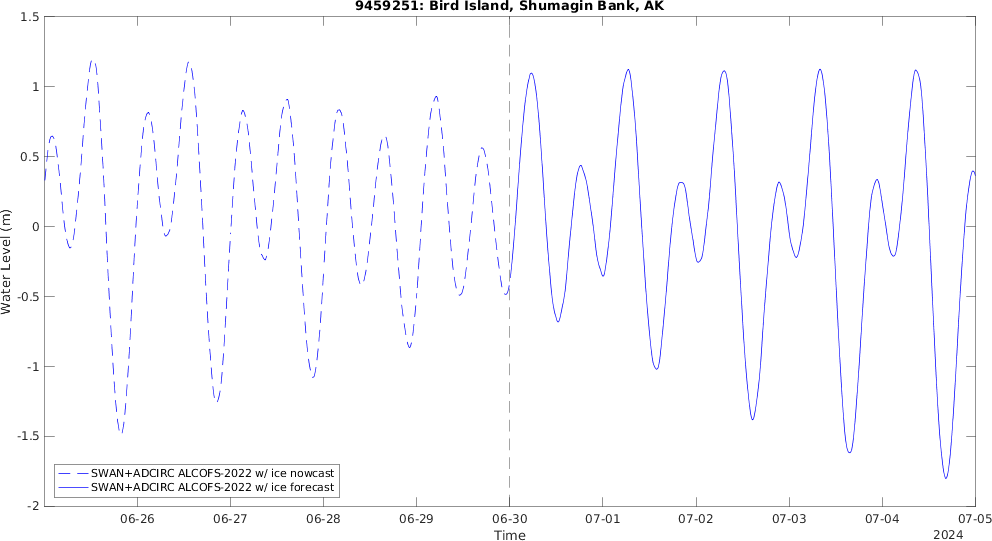 9459251: Bird Island, Shumagin Bank, AK
1.5
1
0.5
0
-0.5
-1
-1.5
-2
Water Level (m)
SWAN+ADCIRC ALCOFS-2022 w/ ice nowcast
SWAN+ADCIRC ALCOFS-2022 w/ ice forecast
06-26 06-27 06-28 06-29 06-30 07-01 07-02 07-03 07-04 07-05
Time
2024